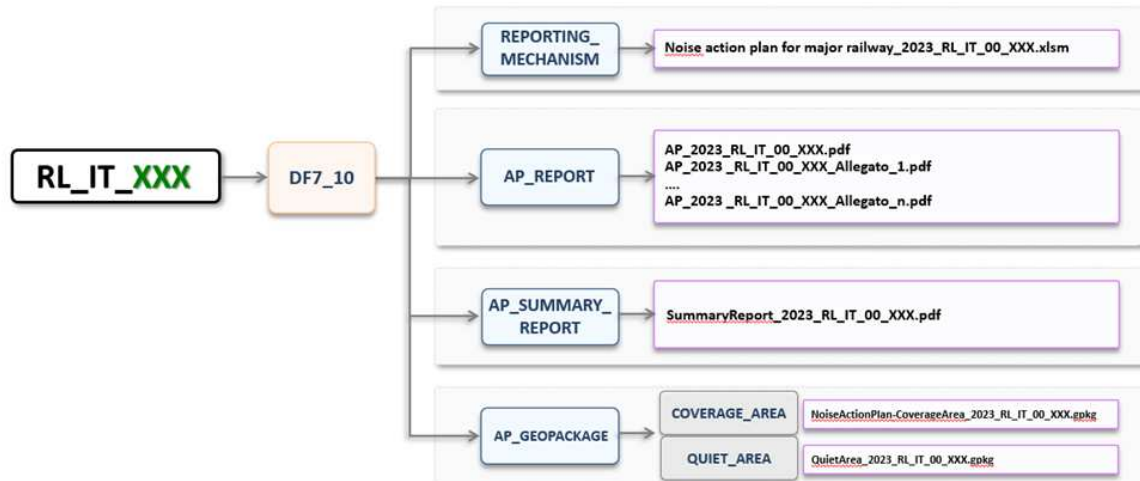 REPORTING_
MECHANISM
Noise action plan for major railway_2023_RL_IT_00_XXX.xlsm
RL_IT_XXX
DF7_10
AP_REPORT
AP_2023_RL_IT_00_XXX.pdf
AP_2023 _RL_IT_00_XXX_Allegato_1.pdf
....
AP_2023 _RL_IT_00_XXX_Allegato_n.pdf
AP_SUMMARY_
REPORT
SummaryReport_2023_RL_IT_00_XXX.pdf
AP_GEOPACKAGE
COVERAGE_AREA
NoiseActionPlan-CoverageArea_2023_RL_IT_00_XXX.gpkg
QUIET_AREA
QuietArea_2023_RL_IT_00_XXX.gpkg